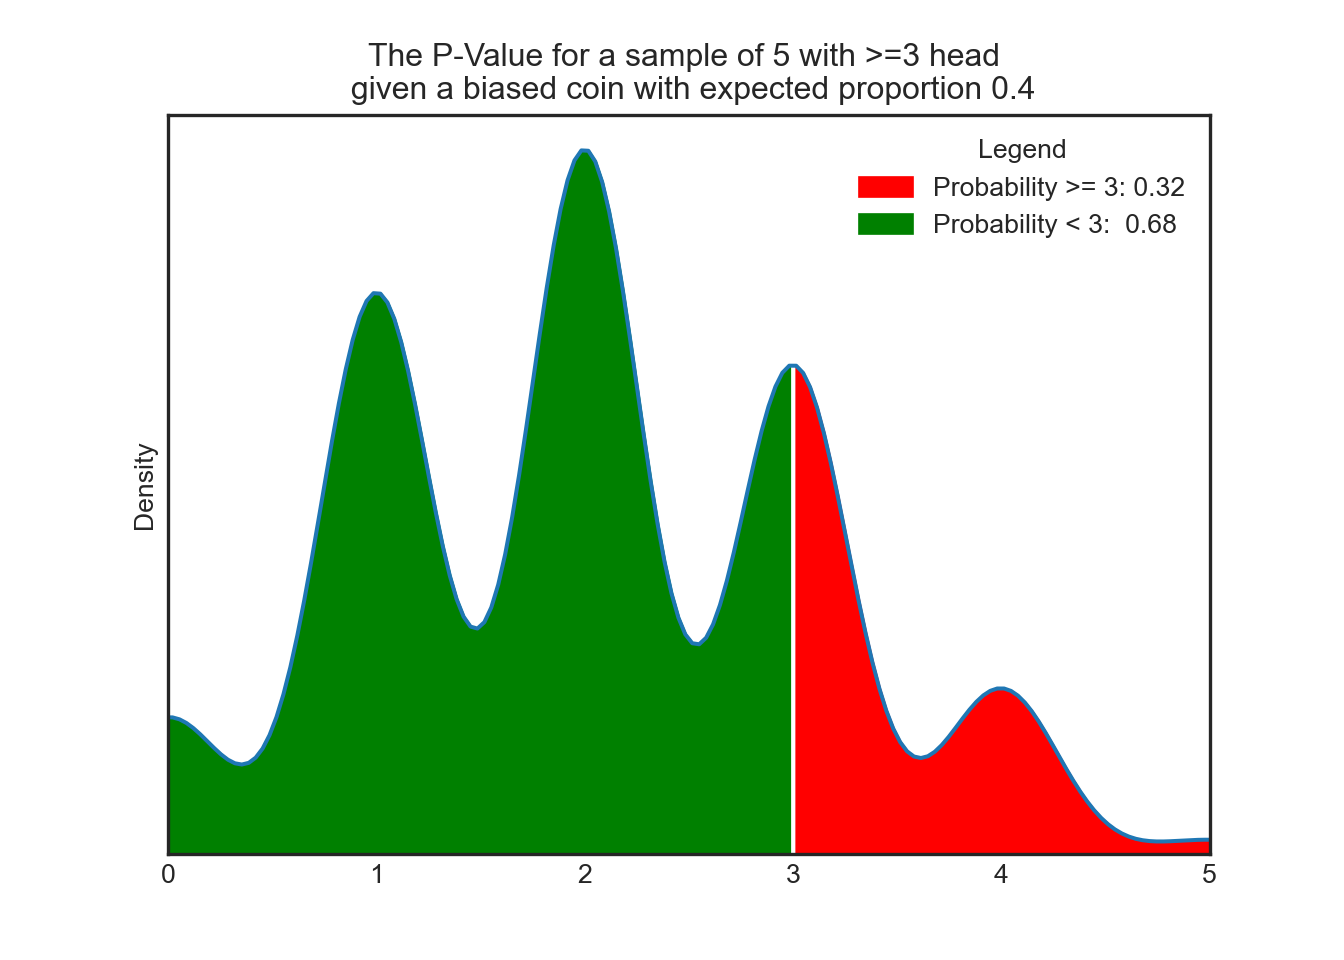 The P-Value for a sample of 5 with >=3 head
given a biased coin with expected proportion 0.4
Legend
Probability >= 3: 0.32
Probability < 3:  0.68
Density
0 1 2 3 4 5